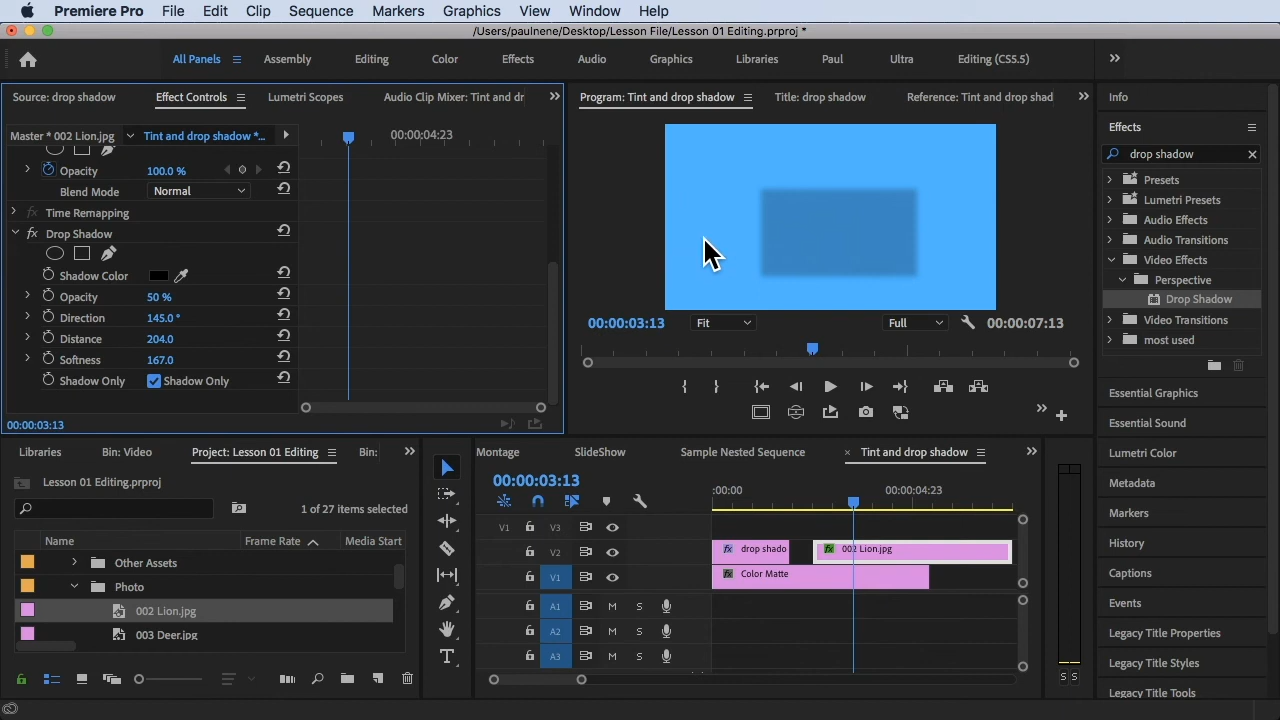 Premiere Pro File Edit Clip Sequence Markers Graphics View Window Help
/Users/paulnene/Desktop/Lesson File/Lesson 01 Editing.prproj *
All Panels Assembly Editing Color Effects Audio Graphics Libraries Paul Ultra Editing (CS5.5)
Source: drop shadow Effect Controls Lumetri Scopes Audio Clip Mixer: Tint and dr
Master * 002 Lion.jpg Tint and drop shadow *... 00:00:04:23
Opacity 100.0 %
Blend Mode Normal
fx Time Remapping
fx Drop Shadow
Shadow Color
Opacity 50 %
Direction 145.0 °
Distance 204.0
Softness 167.0
Shadow Only Shadow Only
00:00:03:13
Program: Tint and drop shadow Title: drop shadow Reference: Tint and drop shad
00:00:03:13 Fit Full 00:00:07:13
Info
Effects
drop shadow
Presets
Lumetri Presets
Audio Effects
Audio Transitions
Video Effects
Perspective
Drop Shadow
Video Transitions
most used
Essential Graphics
Essential Sound
Lumetri Color
Metadata
Markers
History
Captions
Events
Legacy Title Properties
Legacy Title Styles
Legacy Title Tools
Libraries Bin: Video Project: Lesson 01 Editing Bin:
Lesson 01 Editing.prproj
1 of 27 items selected
Name Frame Rate Media Start
Other Assets
Photo
002 Lion.jpg
003 Deer.jpg
T
Montage SlideShow Sample Nested Sequence × Tint and drop shadow
00:00:03:13
:00:00 00:00:04:23
V1 V3
V2 fx drop shado fx 002 Lion.jpg
V1 fx Color Matte
A1 M S
A2 M S
A3 M S
S S